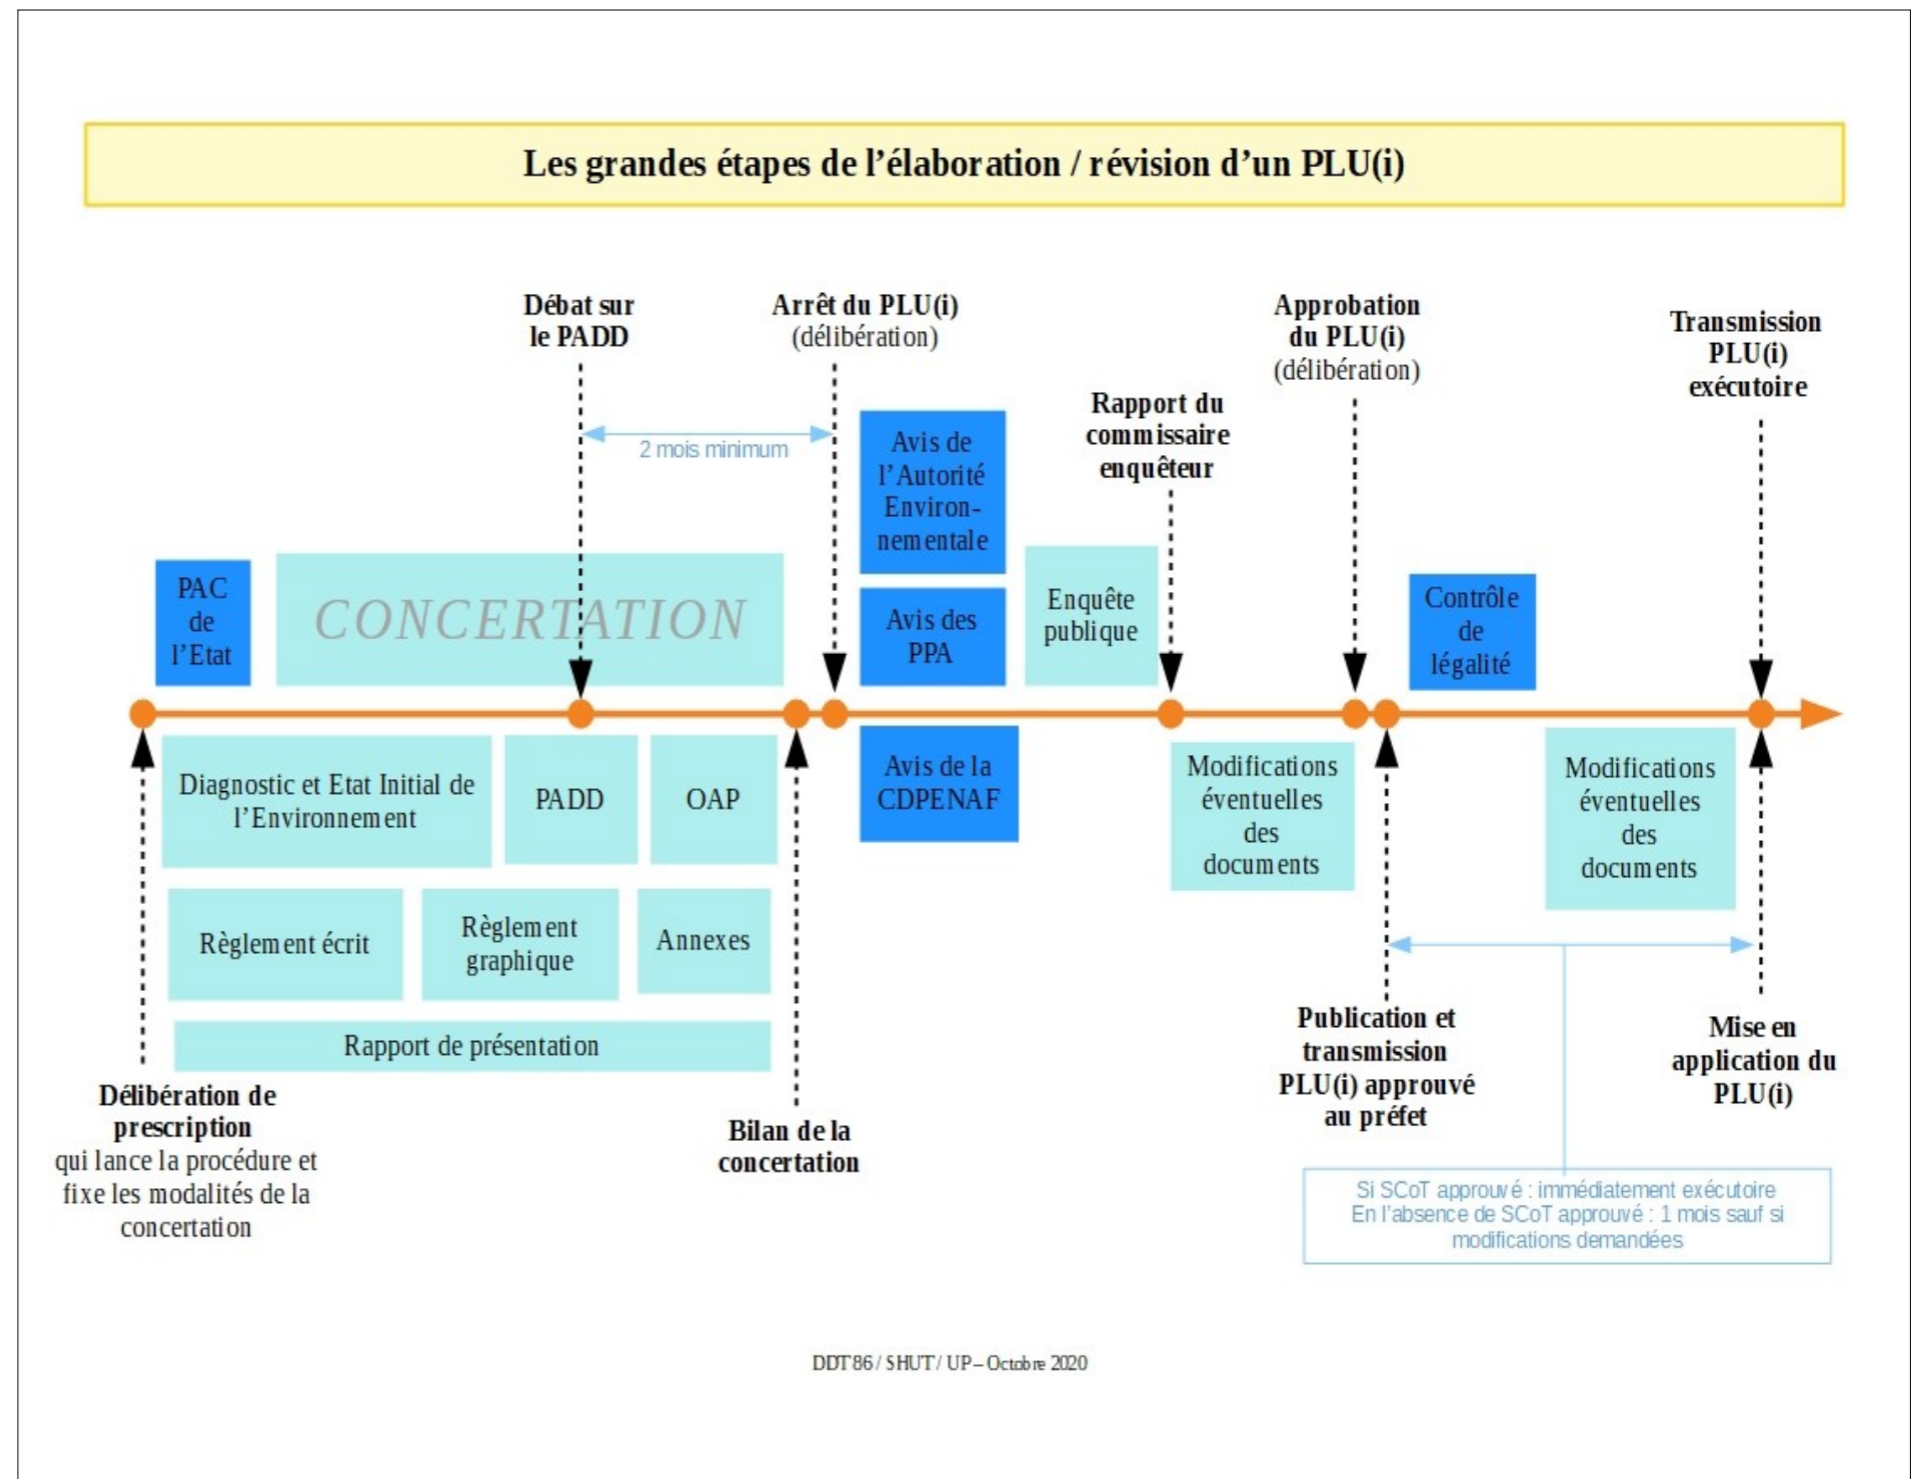 Les grandes étapes de l'élaboration / révision d'un PLU(i)
Débat sur
le PADD
Arrêt du PLU(i)
(délibération)
Approbation
du PLU(i)
(délibération)
Transmission
PLU(i)
exécutoire
2 mois minimum
Rapport du
commissaire
enquêteur
Avis de
l'Autorité
Environ-
nementale
PAC
de
l'Etat
CONCERTATION
Avis des
PPA
Enquête
publique
Contrôle
de
légalité
Diagnostic et Etat Initial de
l'Environnement
PADD
OAP
Avis de la
CDPENAF
Modifications
éventuelles
des
documents
Modifications
éventuelles
des
documents
Règlement écrit
Règlement
graphique
Annexes
Rapport de présentation
Délibération de
prescription
qui lance la procédure et
fixe les modalités de la
concertation
Bilan de la
concertation
Publication et
transmission
PLU(i) approuvé
au préfet
Mise en
application du
PLU(i)
Si SCoT approuvé : immédiatement exécutoire
En l'absence de SCoT approuvé : 1 mois sauf si
modifications demandées
DDT86 / SHUT / UP – Octobre 2020